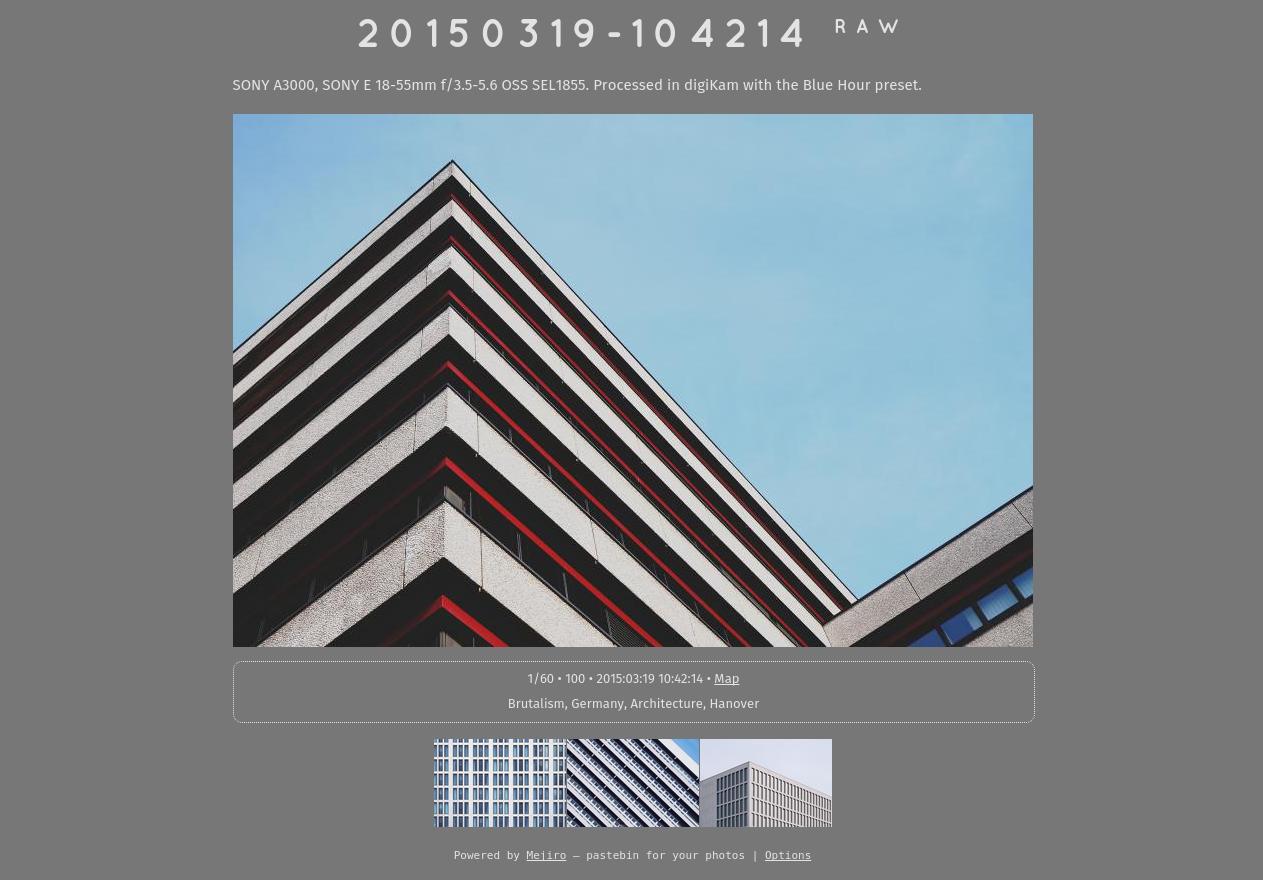 20150319-104214 RAW
SONY A3000, SONY E 18-55mm f/3.5-5.6 OSS SEL1855. Processed in digiKam with the Blue Hour preset.
1/60 • 100 • 2015:03:19 10:42:14 • Map
Brutalism, Germany, Architecture, Hanover
Powered by Mejiro — pastebin for your photos | Options